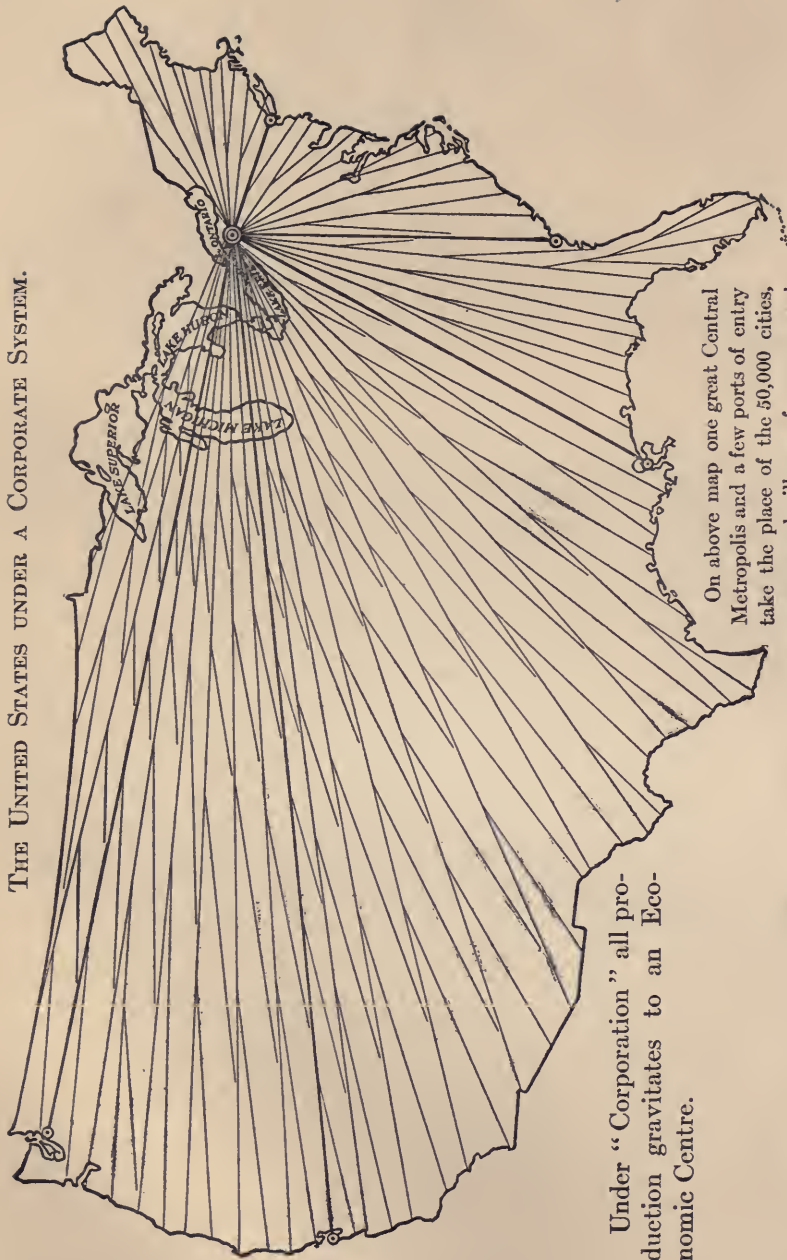 THE UNITED STATES UNDER A CORPORATE SYSTEM.
LAKE SUPERIOR
LAKE HURON
ONTARIO
LAKE ERIE
LAKE MICHIGAN
Under “Corporation” all pro-
duction gravitates to an Eco-
nomic Centre.
On above map one great Central
Metropolis and a few ports of entry
take the place of the 50,000 cities,